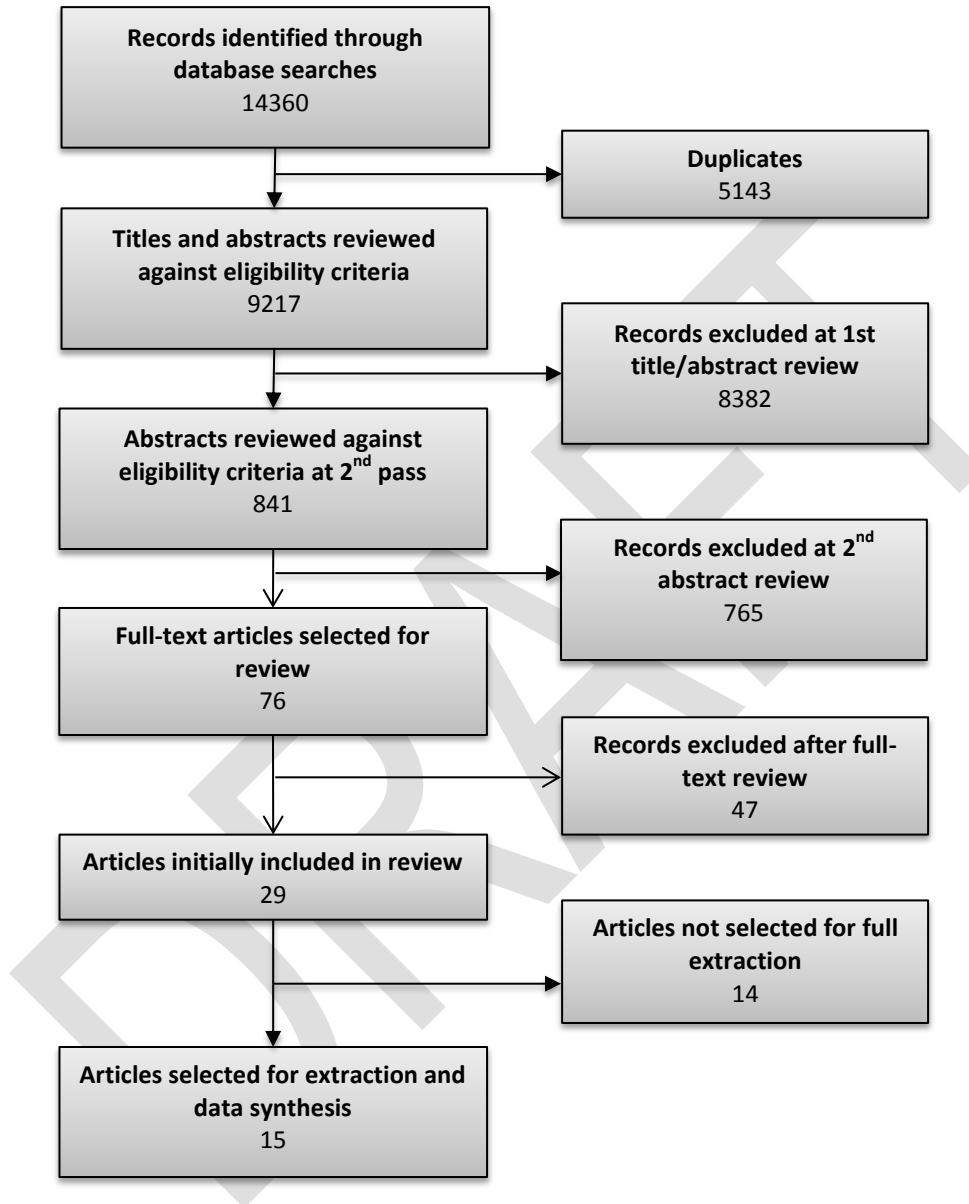 Records identified through
database searches
14360
Duplicates
5143
Titles and abstracts reviewed
against eligibility criteria
9217
Records excluded at 1st
title/abstract review
8382
Abstracts reviewed against
eligibility criteria at 2nd pass
841
Records excluded at 2nd
abstract review
765
Full-text articles selected for
review
76
Records excluded after full-
text review
47
Articles initially included in review
29
Articles not selected for full
extraction
14
Articles selected for extraction and
data synthesis
15
DRAFT